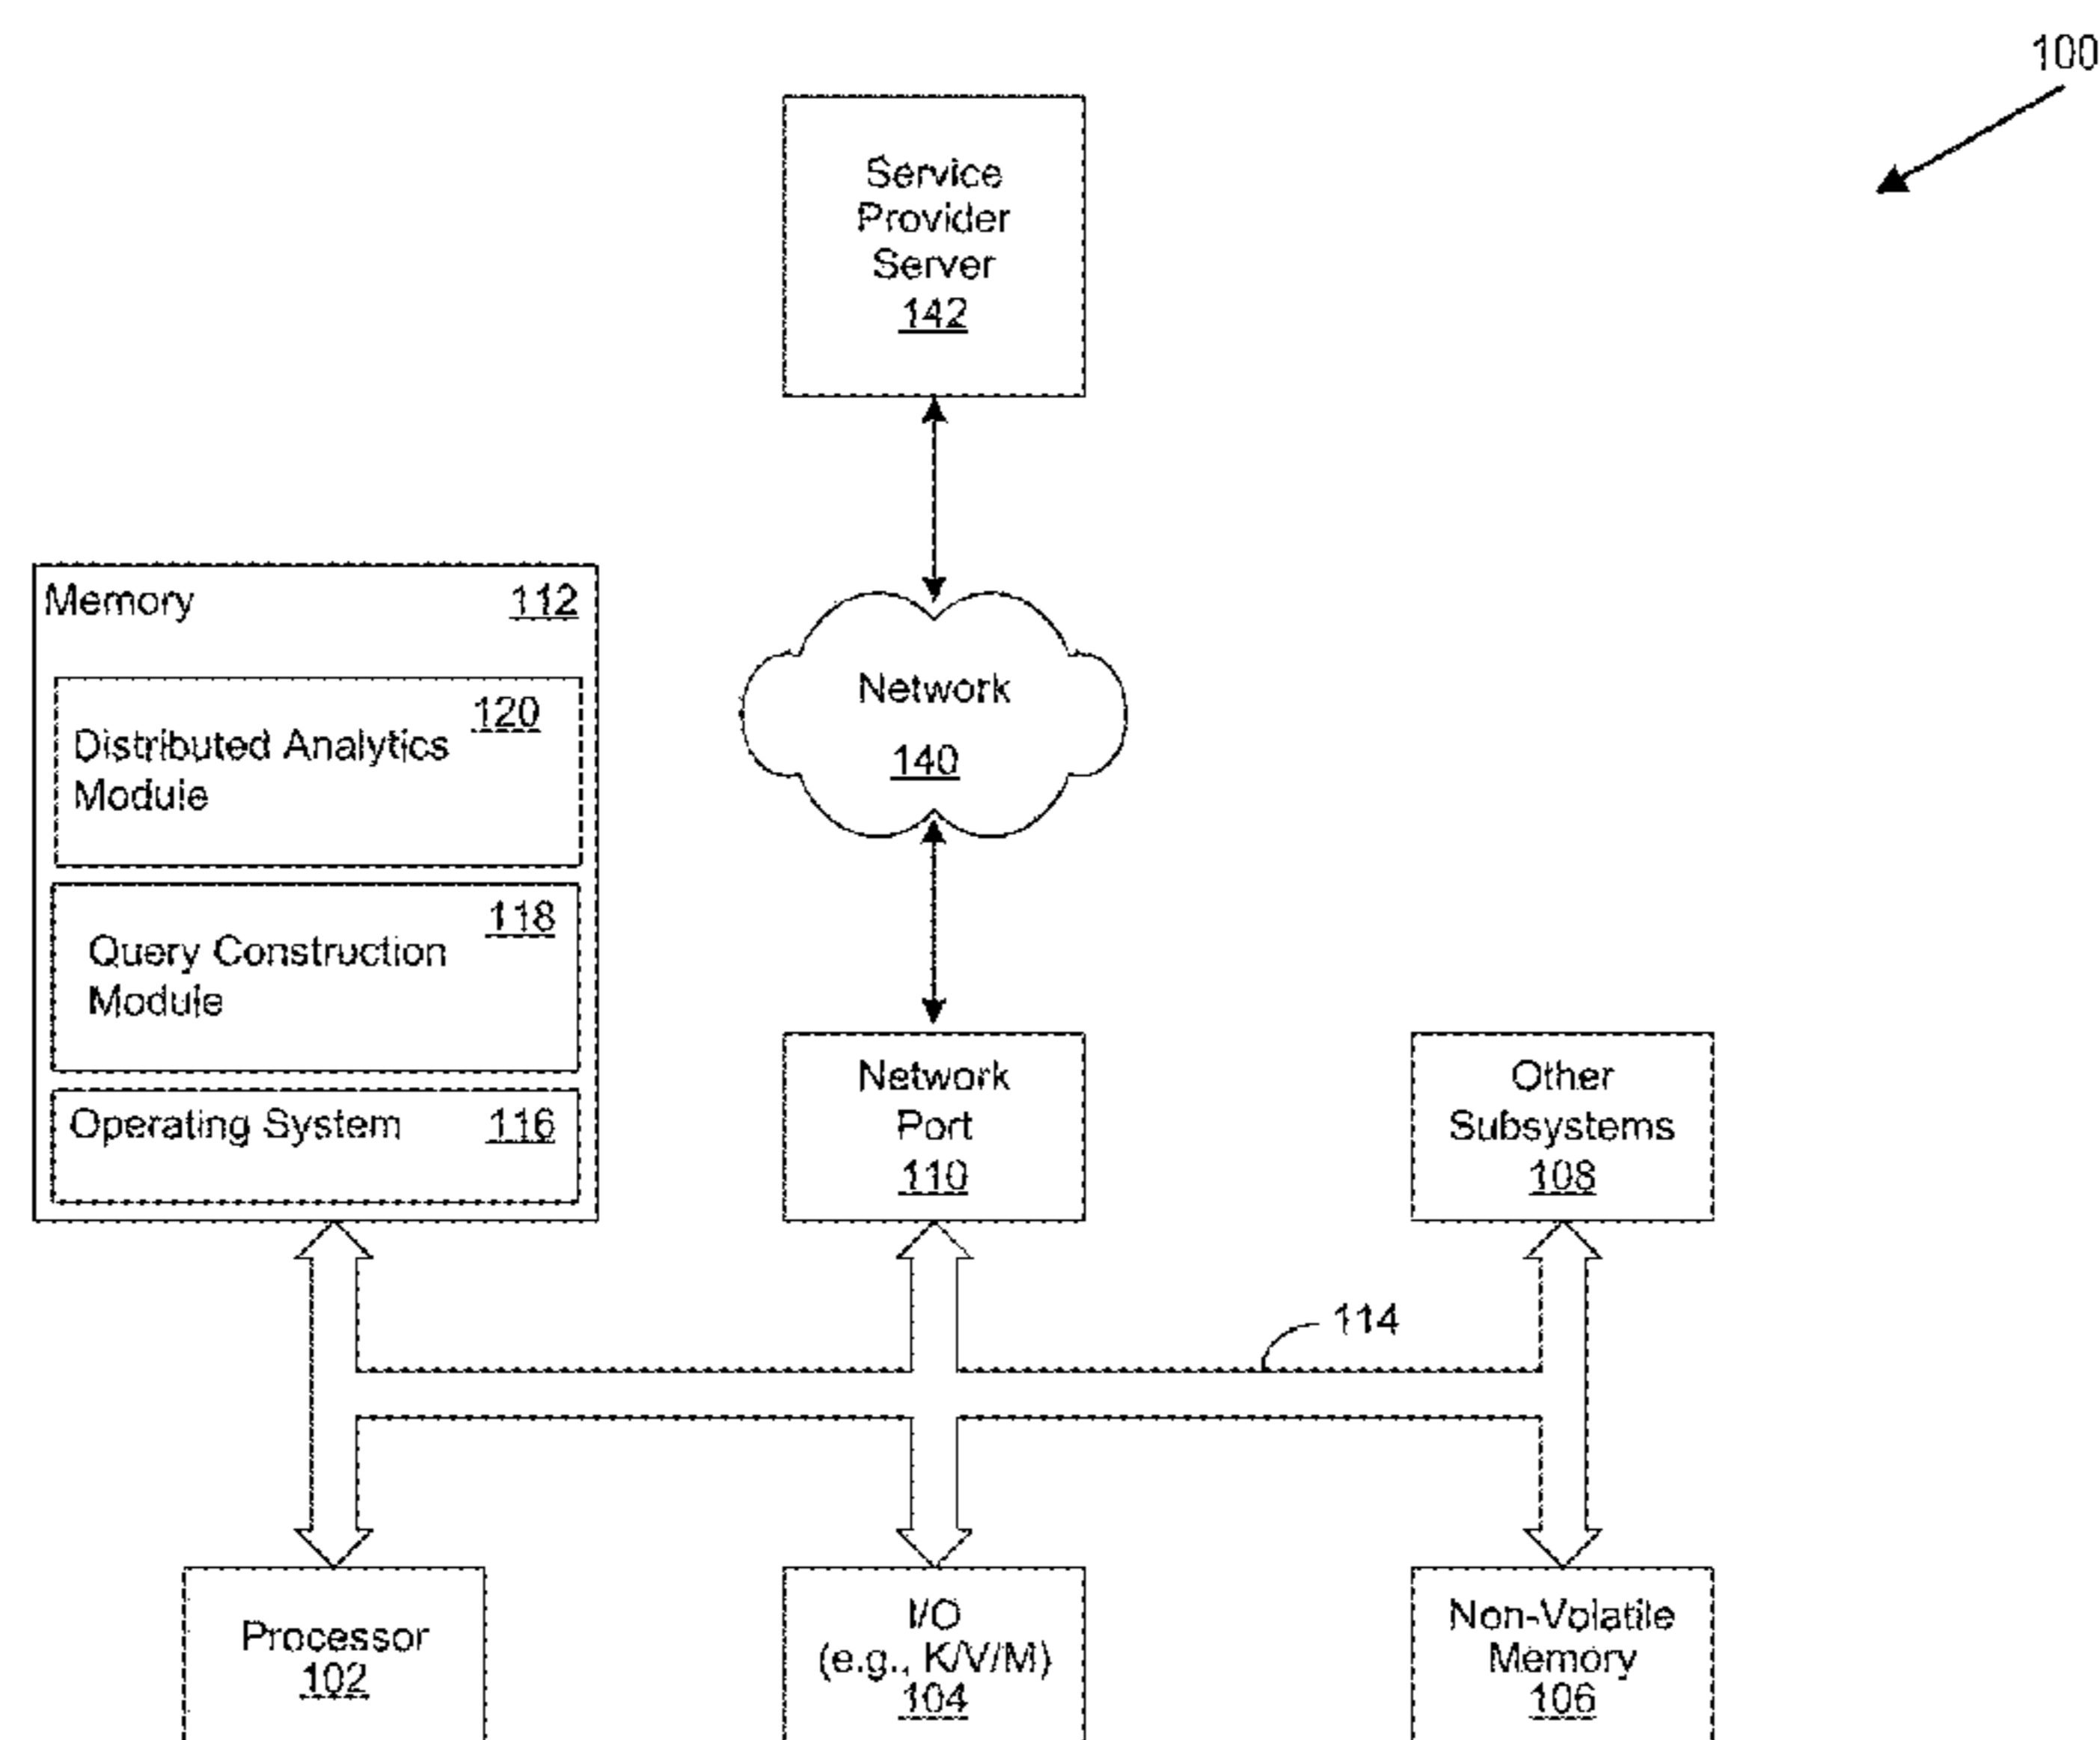 100
Service
Provider
Server
142
Memory 112
120
Distributed Analytics
Module
118
Query Construction
Module
Operating System 116
Network
140
Network
Port
110
Other
Subsystems
108
114
Processor
102
I/O
(e.g., K/V/M)
104
Non-Volatile
Memory
106